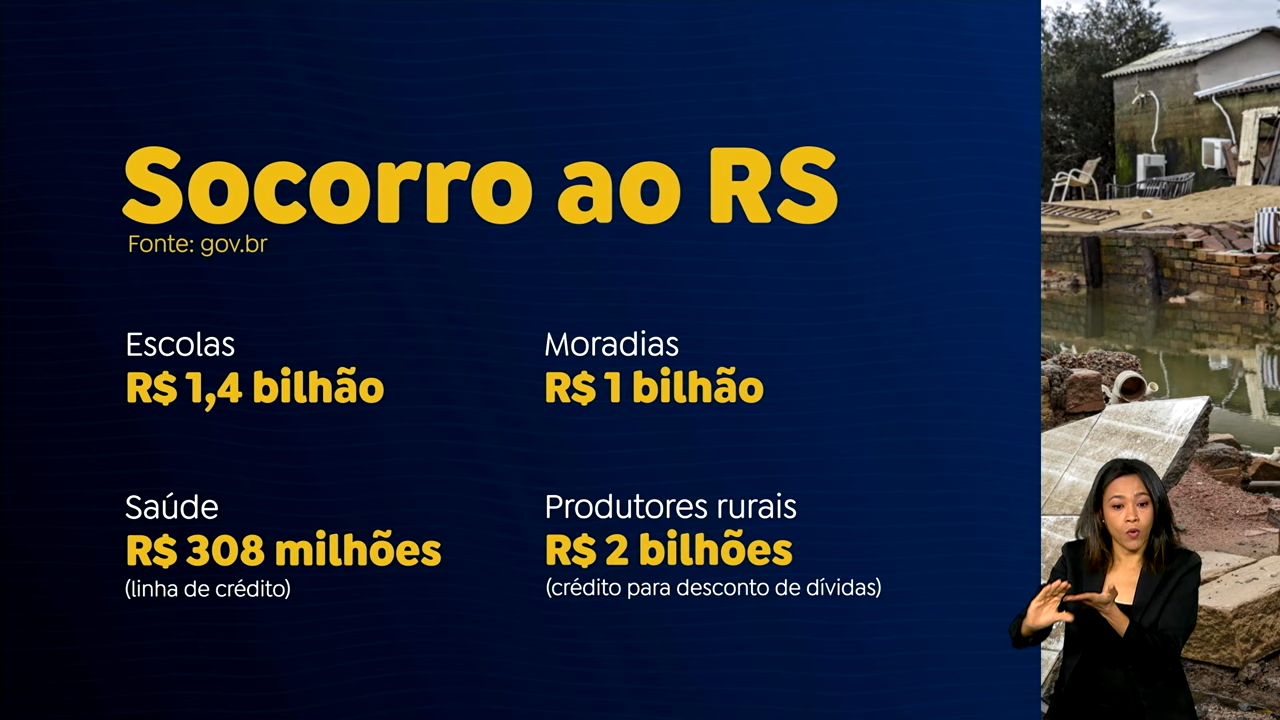 Socorro ao RS
Fonte: gov.br
Escolas
R$ 1,4 bilhão
Moradias
R$ 1 bilhão
Saúde
R$ 308 milhões
(linha de crédito)
Produtores rurais
R$ 2 bilhões
(crédito para desconto de dívidas)